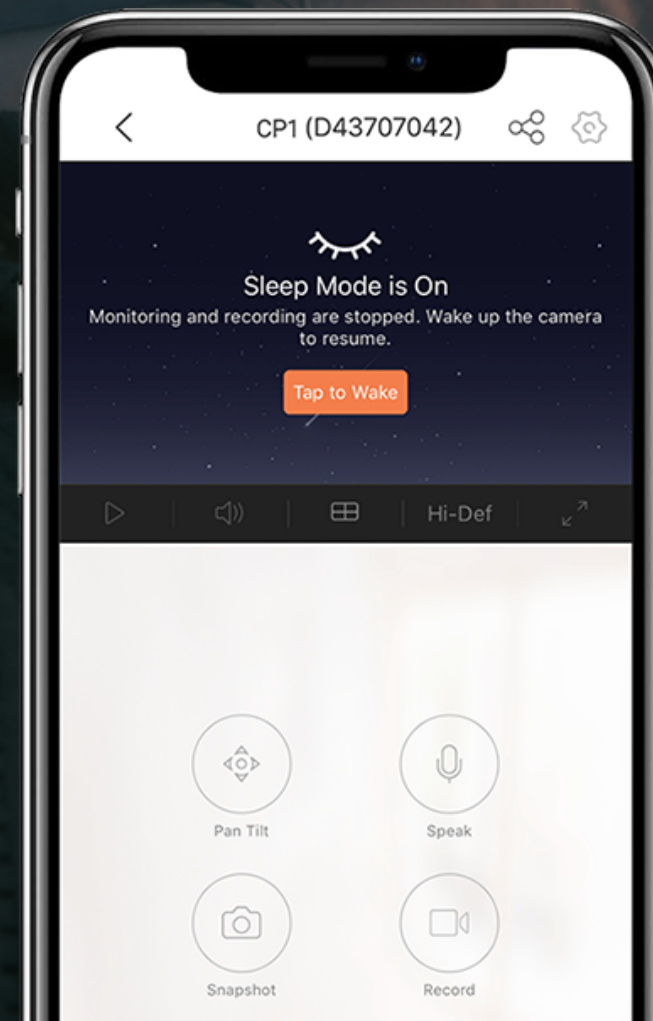 CP1 (D43707042)
Sleep Mode is On
Monitoring and recording are stopped. Wake up the camera
to resume.
Tap to Wake
Hi-Def
Pan Tilt
Speak
Snapshot
Record